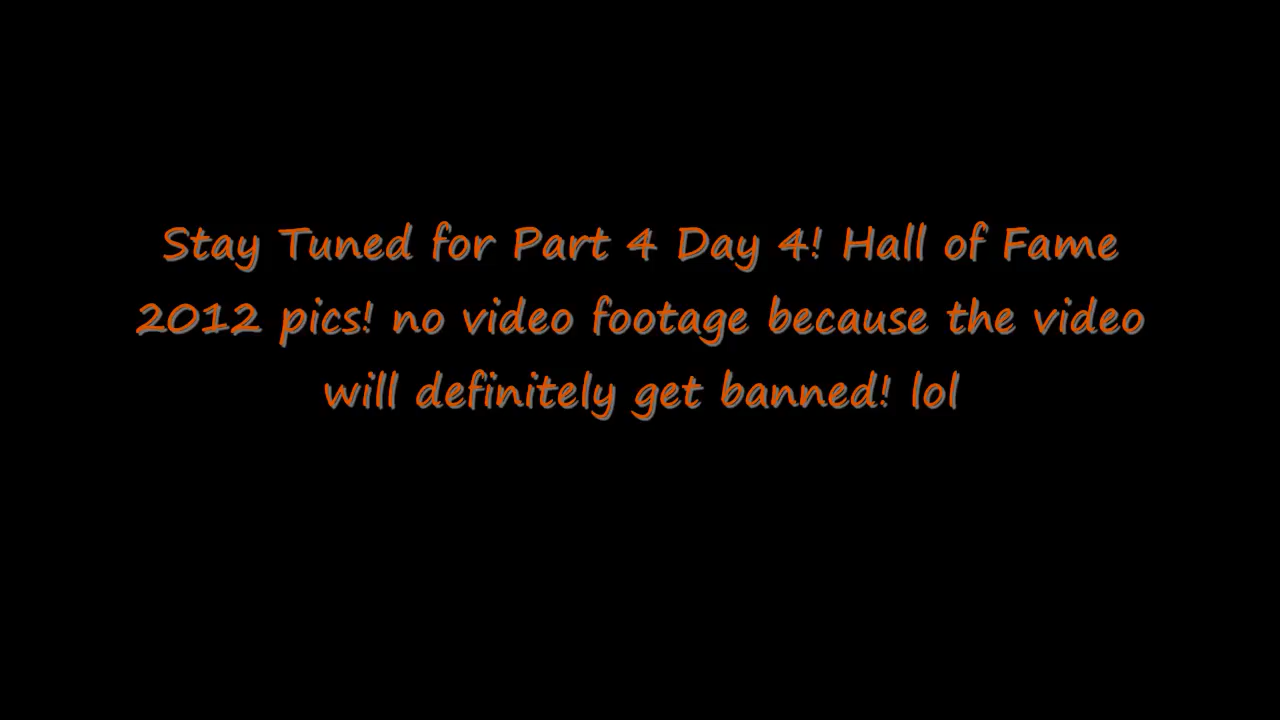 Stay Tuned for Part 4 Day 4! Hall of Fame
2012 pics! no video footage because the video
will definitely get banned! lol